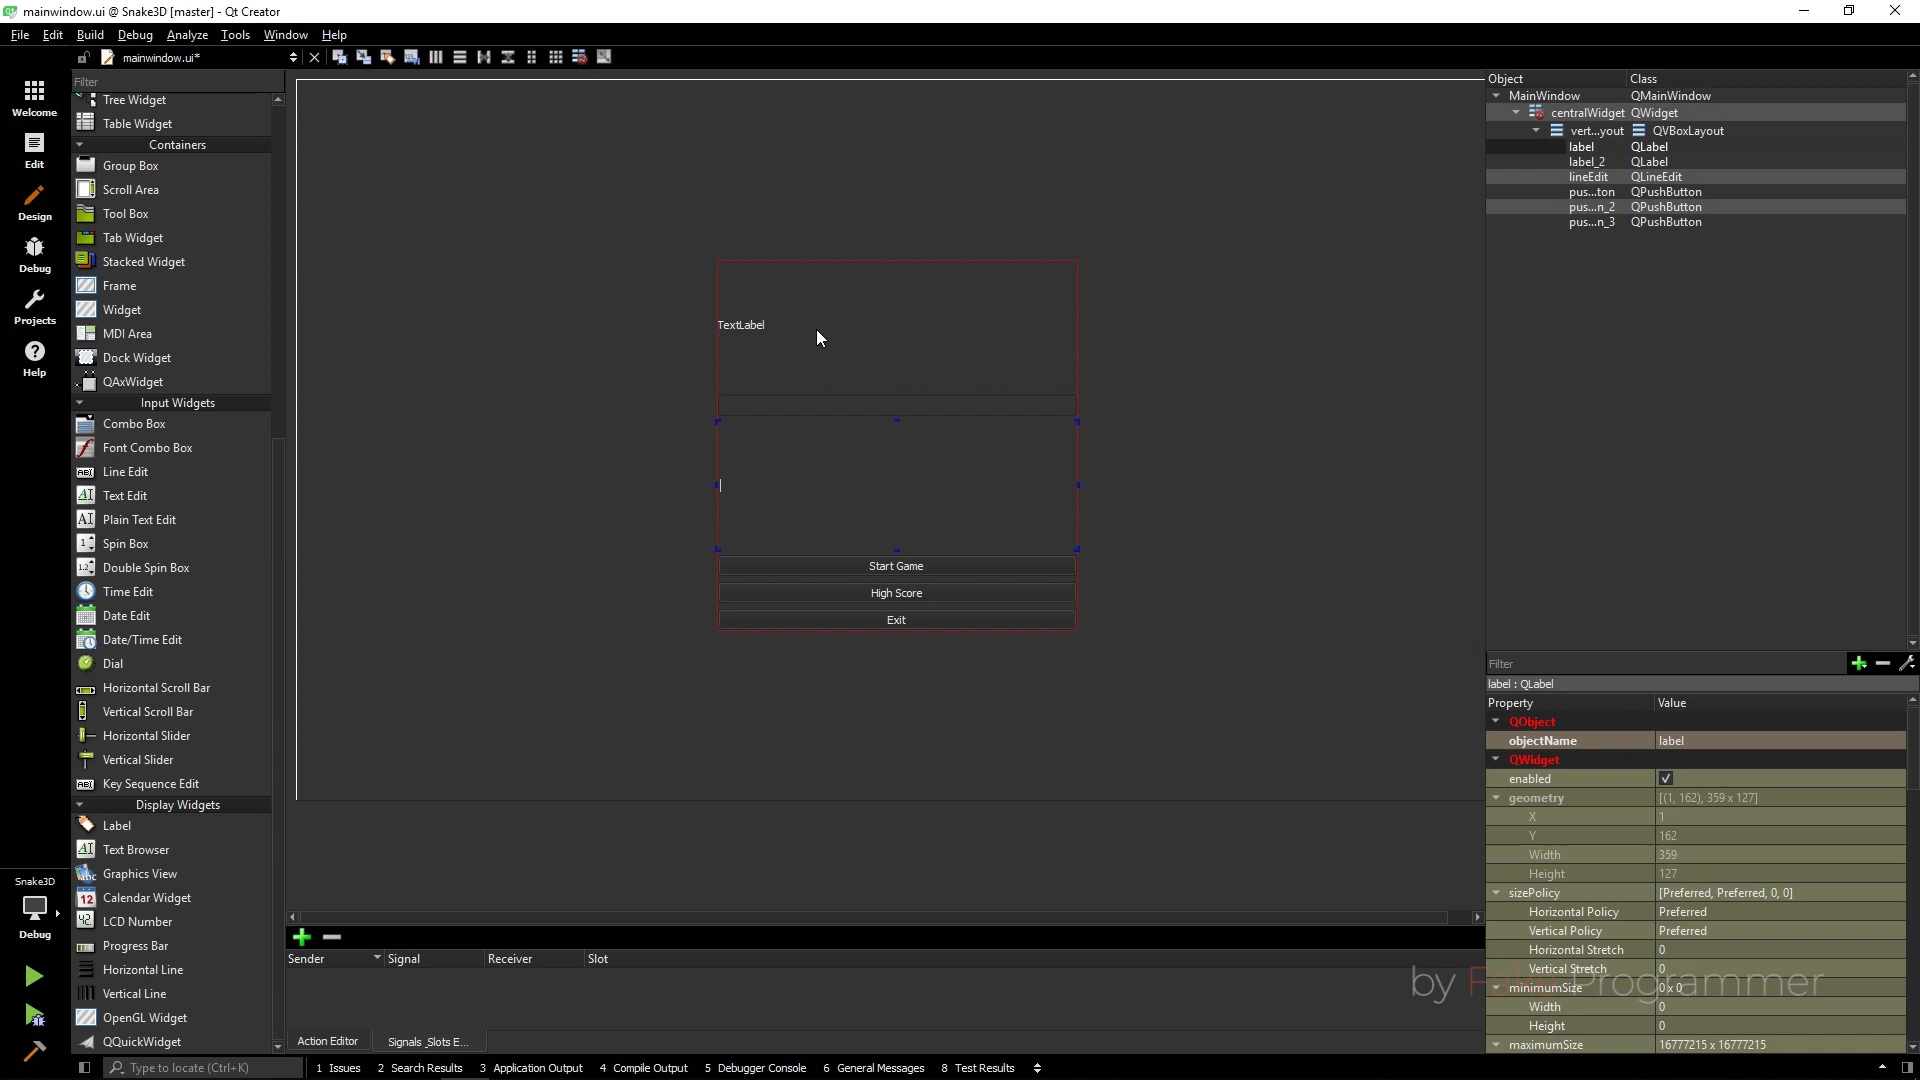 mainwindow.ui @ Snake3D [master] - Qt Creator
File Edit Build Debug Analyze Tools Window Help
mainwindow.ui*
Filter
Welcome
Edit
Design
Debug
Projects
Help
Snake3D
Debug
Tree Widget
Table Widget
Containers
Group Box
Scroll Area
Tool Box
Tab Widget
Stacked Widget
Frame
Widget
MDI Area
Dock Widget
QAxWidget
Input Widgets
Combo Box
Font Combo Box
Line Edit
Text Edit
Plain Text Edit
Spin Box
Double Spin Box
Time Edit
Date Edit
Date/Time Edit
Dial
Horizontal Scroll Bar
Vertical Scroll Bar
Horizontal Slider
Vertical Slider
Key Sequence Edit
Display Widgets
Label
Text Browser
Graphics View
Calendar Widget
LCD Number
Progress Bar
Horizontal Line
Vertical Line
OpenGL Widget
QQuickWidget
TextLabel
Start Game
High Score
Exit
Sender Signal Receiver Slot
Action Editor Signals _Slots E...
Object Class
MainWindow QMainWindow
centralWidget QWidget
vert...yout QVBoxLayout
label QLabel
label_2 QLabel
lineEdit QLineEdit
pus...ton QPushButton
pus...n_2 QPushButton
pus...n_3 QPushButton
Filter
label : QLabel
Property Value
QObject
objectName label
QWidget
enabled
geometry [(1, 162), 359 x 127]
X 1
Y 162
Width 359
Height 127
sizePolicy [Preferred, Preferred, 0, 0]
Horizontal Policy Preferred
Vertical Policy Preferred
Horizontal Stretch 0
Vertical Stretch 0
by Fake Programmer
minimumSize 0 x 0
Width 0
Height 0
maximumSize 16777215 x 16777215
Type to locate (Ctrl+K) 1 Issues 2 Search Results 3 Application Output 4 Compile Output 5 Debugger Console 6 General Messages 8 Test Results